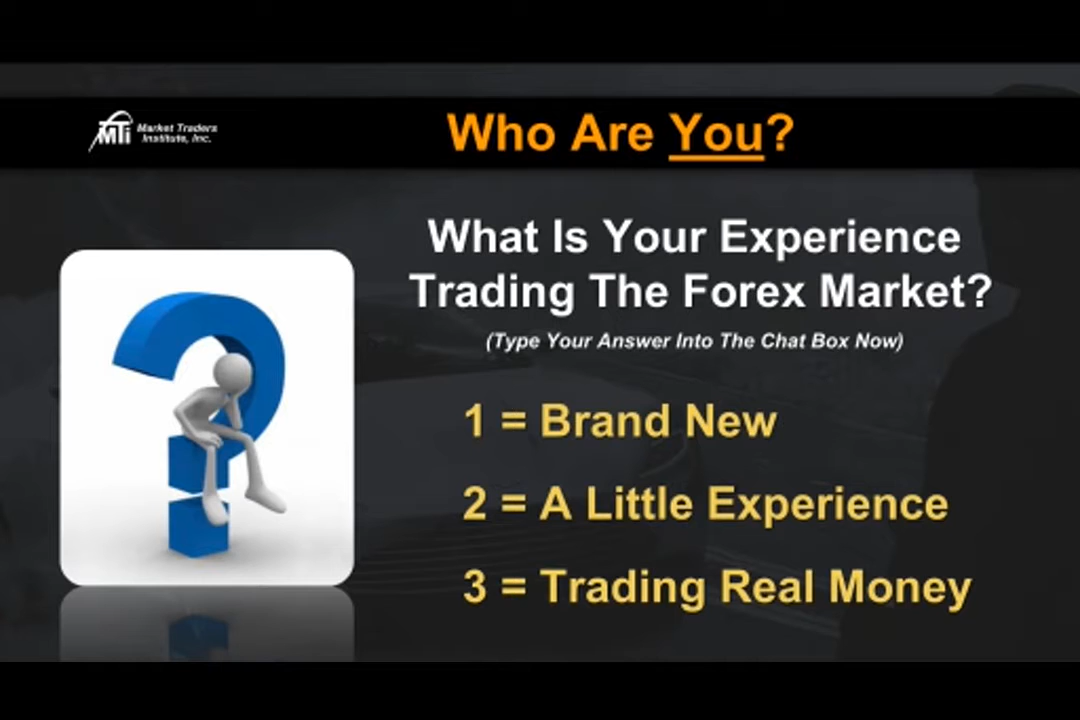 MTI Market Traders
Institute, Inc.
Who Are You?
What Is Your Experience
Trading The Forex Market?
(Type Your Answer Into The Chat Box Now)
1 = Brand New
2 = A Little Experience
3 = Trading Real Money